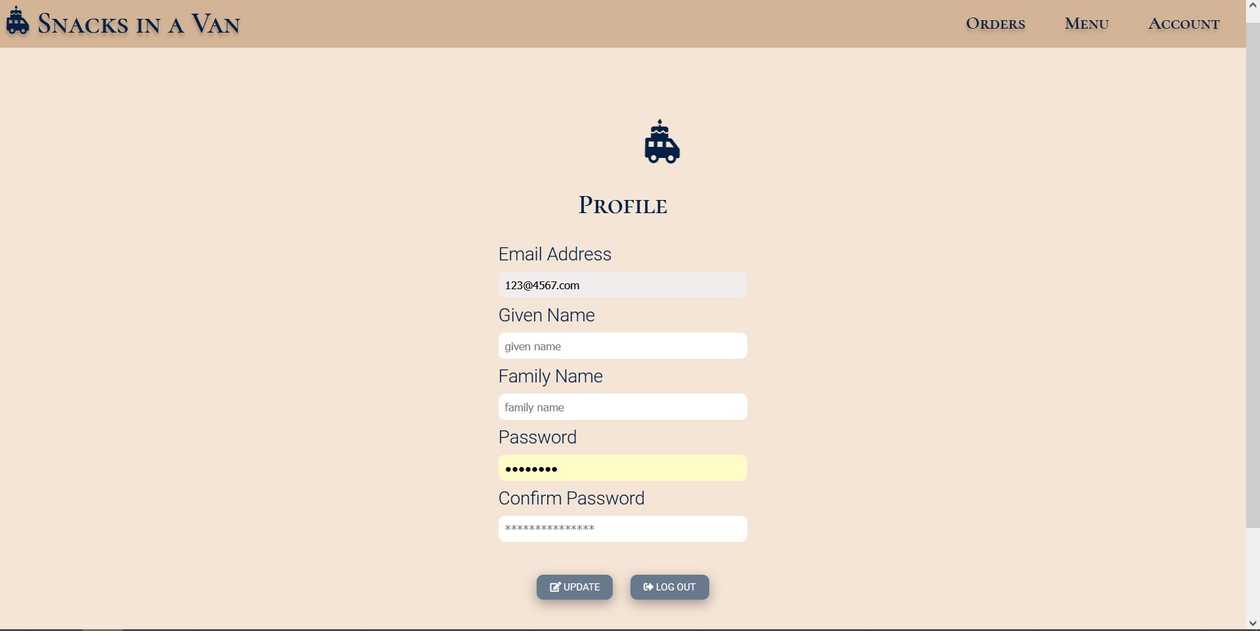 Snacks in a Van
Orders Menu Account
Profile
Email Address
123@4567.com
Given Name
given name
Family Name
family name
Password
••••••••
Confirm Password
***************
UPDATE LOG OUT